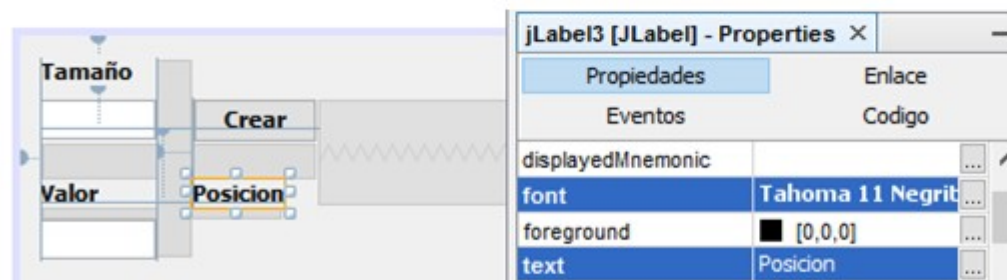 Tamaño
Crear
Valor
Posicion
jLabel3 [JLabel] - Properties ×
Propiedades Enlace
Eventos Codigo
displayedMnemonic ...
font Tahoma 11 Negrit ...
foreground [0,0,0] ...
text Posicion ...